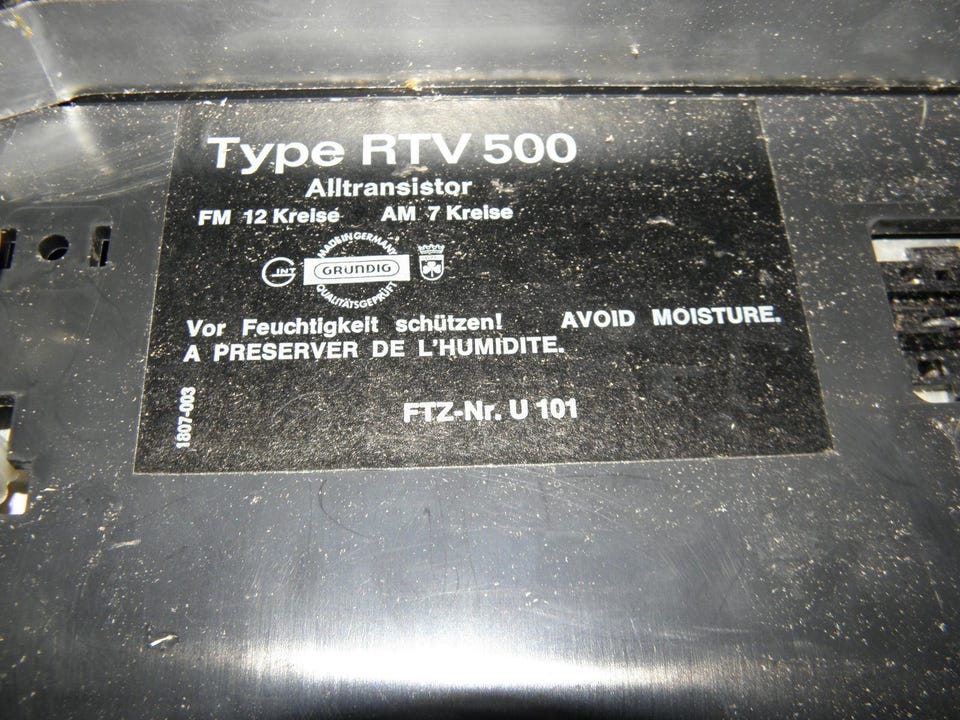 Type RTV 500
Alltransistor
FM 12 Kreise AM 7 Kreise
MADE IN GERMANY
INT GRUNDIG
QUALITÄTSGEPRÜFT
Vor Feuchtigkeit schützen! AVOID MOISTURE.
A PRESERVER DE L'HUMIDITE.
1807-003
FTZ-Nr. U 101